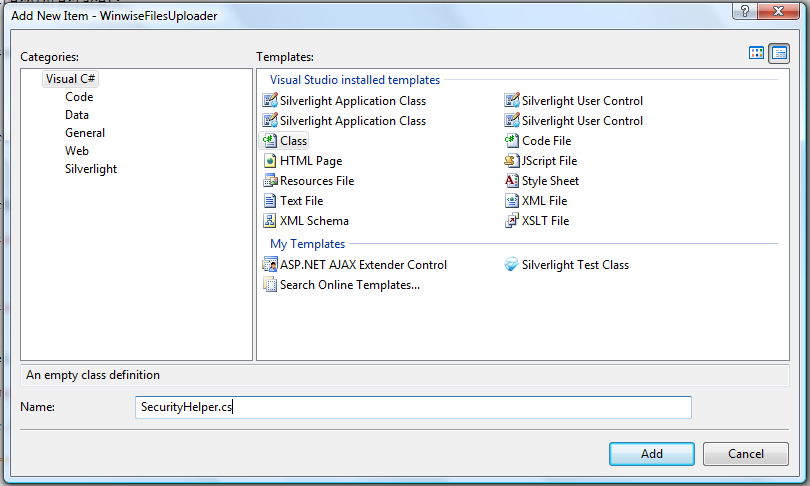 Add New Item - WinwiseFilesUploader
Categories:
Templates:
Visual C#
Code
Data
General
Web
Silverlight
Visual Studio installed templates
Silverlight Application Class
Silverlight User Control
Silverlight Application Class
Silverlight User Control
Class
Code File
HTML Page
JScript File
Resources File
Style Sheet
Text File
XML File
XML Schema
XSLT File
My Templates
ASP.NET AJAX Extender Control
Silverlight Test Class
Search Online Templates...
An empty class definition
Name:
SecurityHelper.cs
Add
Cancel